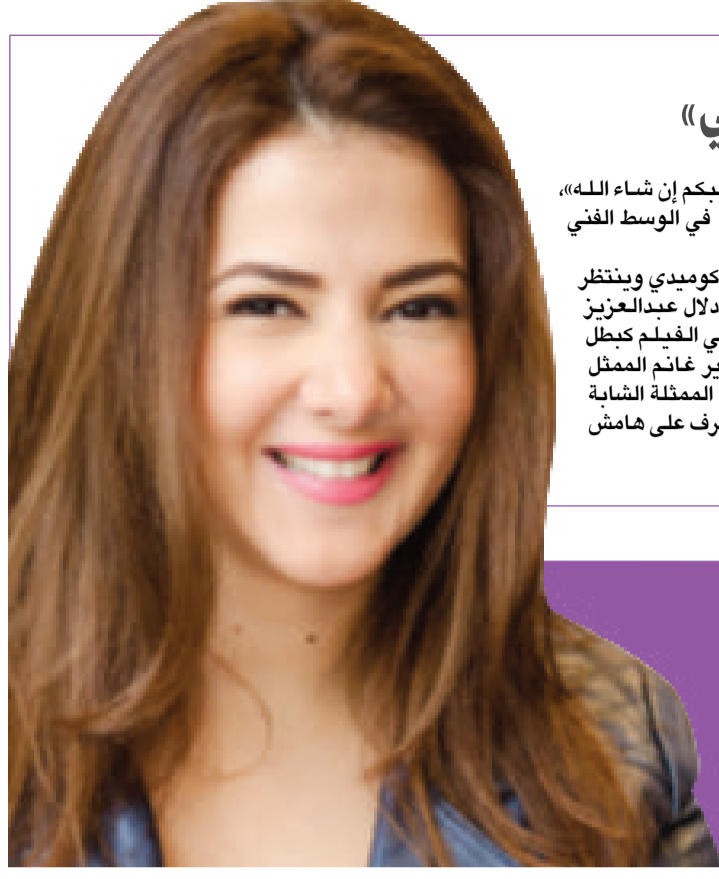 ي»
ـبكم إن شاء الله»،
في الوسط الفني
كوميدي وينتظر
دلال عبدالعزيز
ي الفيلم كبطل
ير غانم الممثل
الممثلة الشابة
رف على هامش